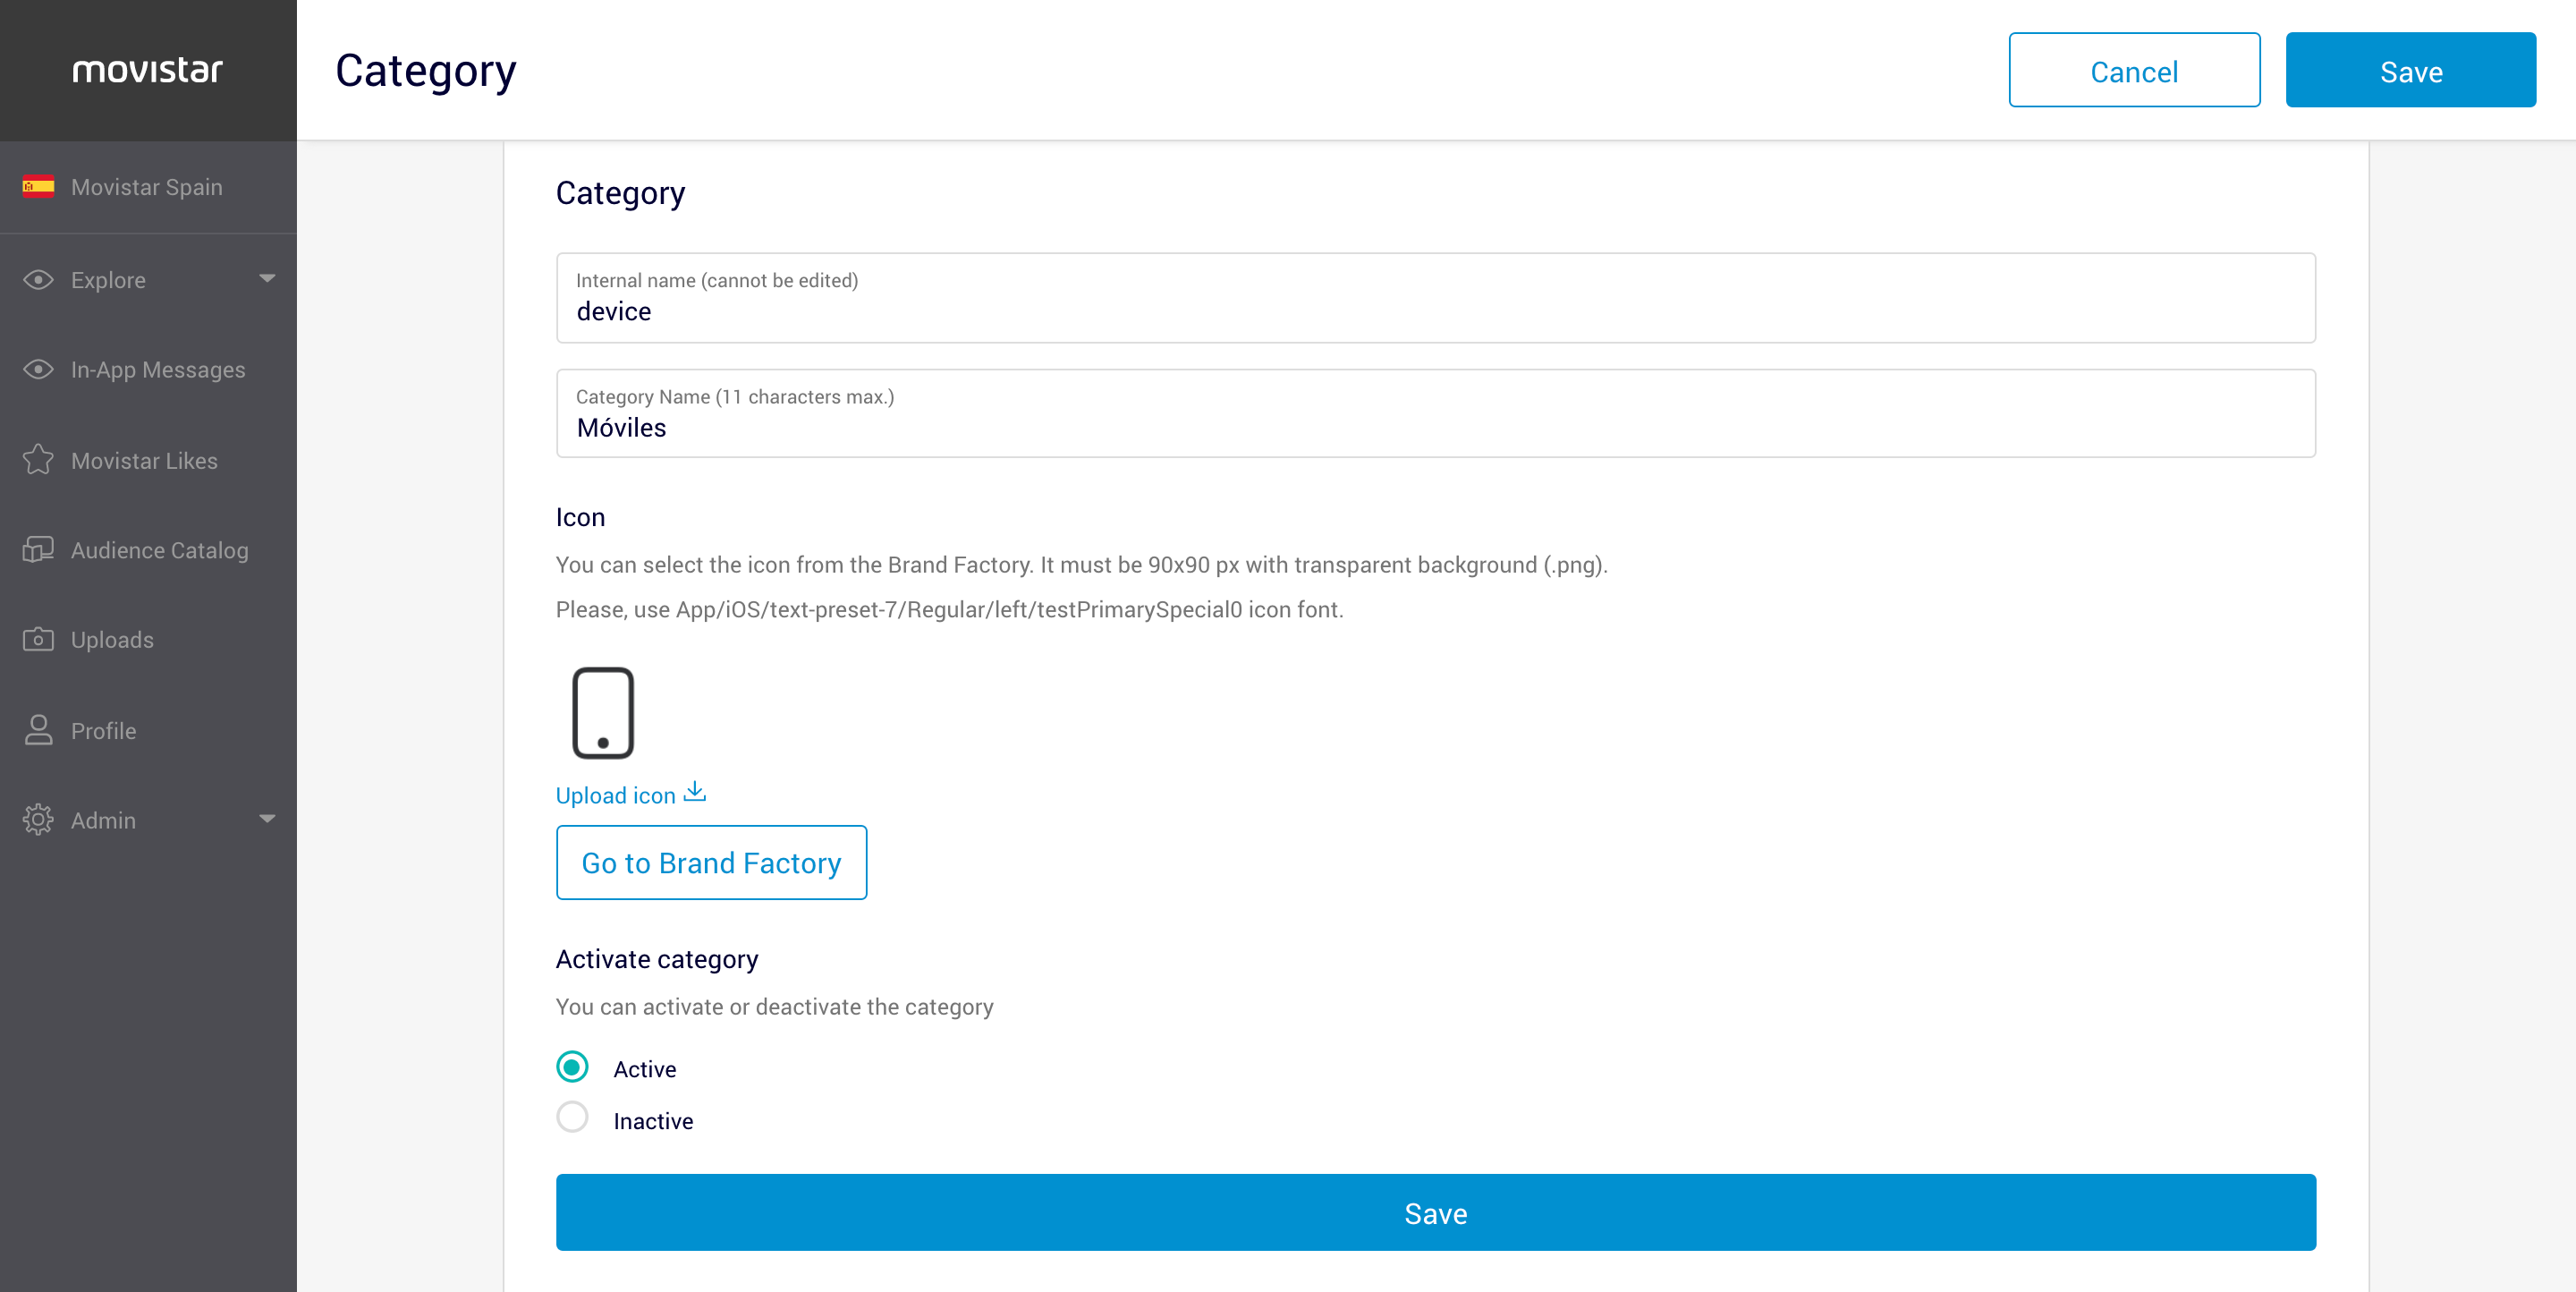 movistar
Category
Cancel
Save
Movistar Spain
Explore
In-App Messages
Movistar Likes
Audience Catalog
Uploads
Profile
Admin
Category
Internal name (cannot be edited)
device
Category Name (11 characters max.)
Móviles
Icon
You can select the icon from the Brand Factory. It must be 90x90 px with transparent background (.png).
Please, use App/iOS/text-preset-7/Regular/left/testPrimarySpecial0 icon font.
Upload icon
Go to Brand Factory
Activate category
You can activate or deactivate the category
Active
Inactive
Save